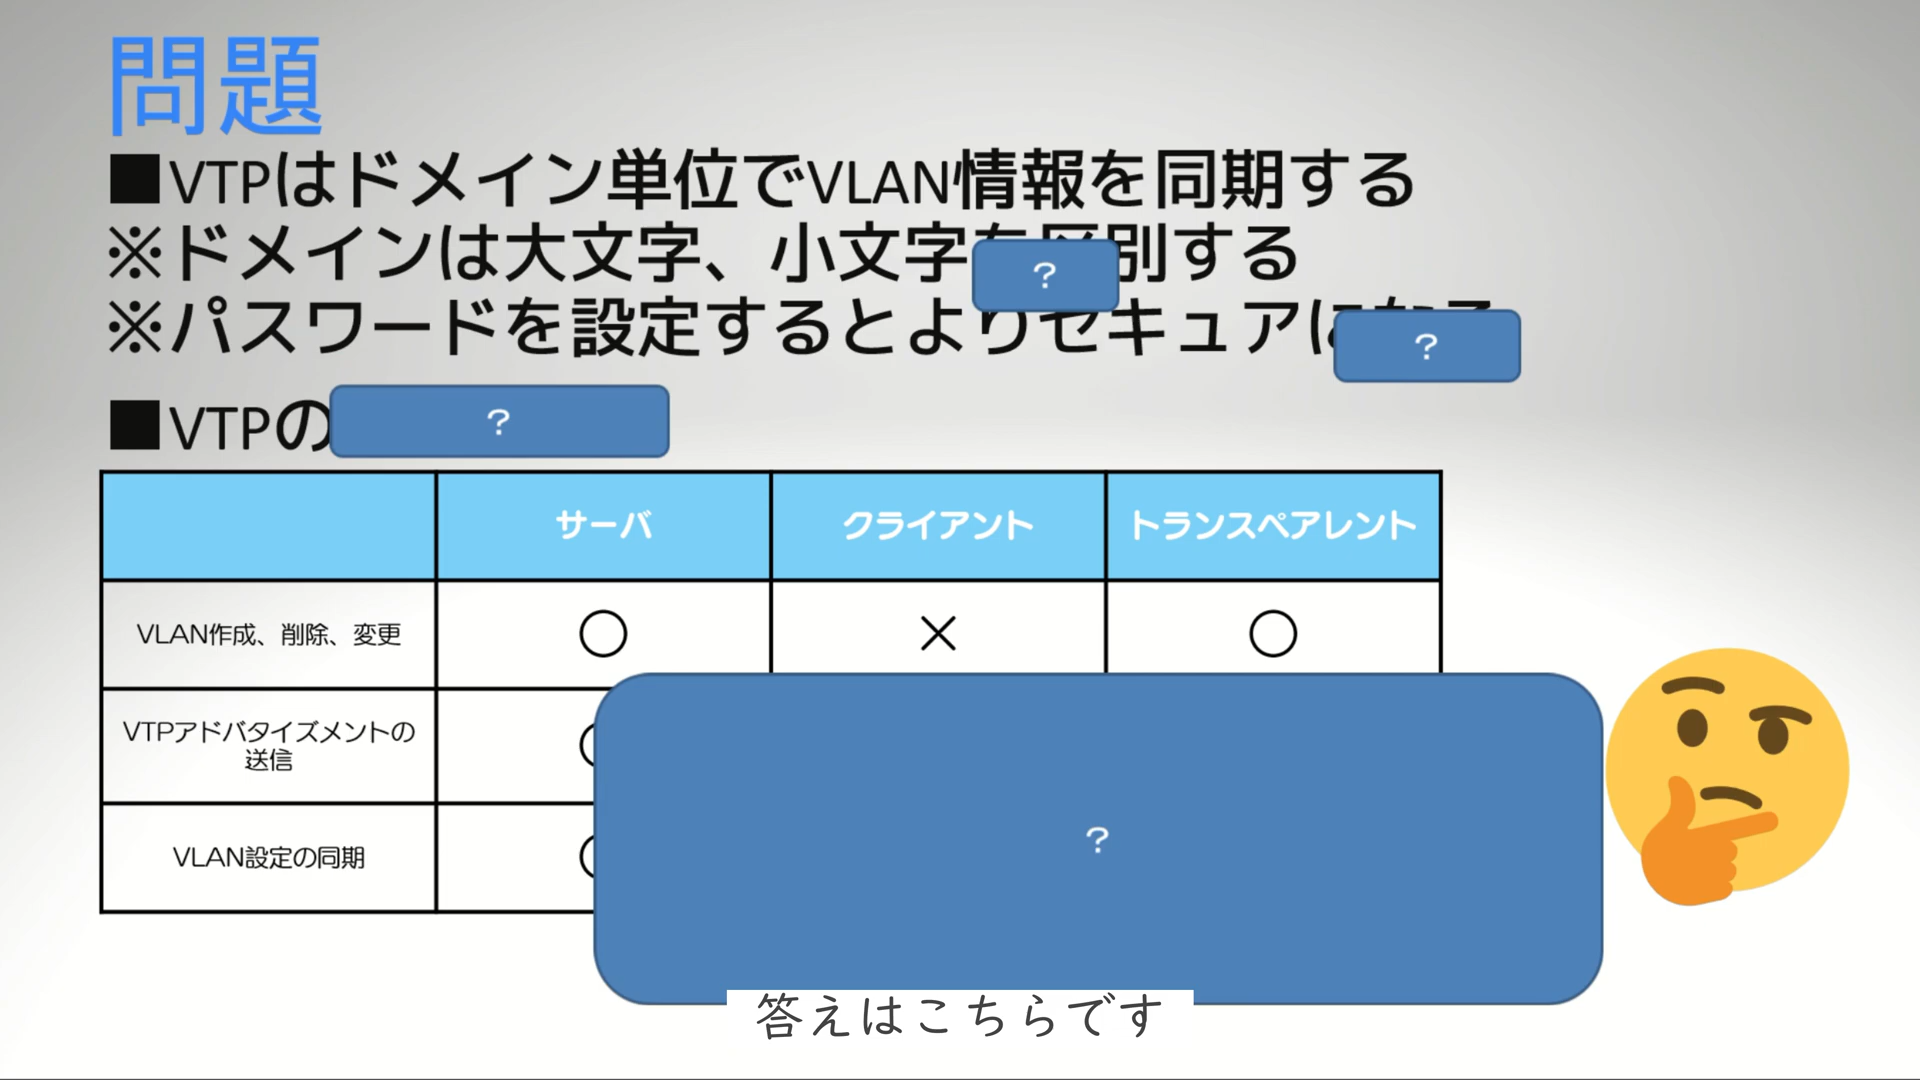 問題
■VTPはドメイン単位でVLAN情報を同期する
※ドメインは大文字、小文字を区別する
?
※パスワードを設定するとよりセキュアになる
?
■VTPの
?
サーバ クライアント トランスペアレント
VLAN作成、削除、変更 ○ × ○
VTPアドバタイズメントの
送信
VLAN設定の同期
?
答えはこちらです